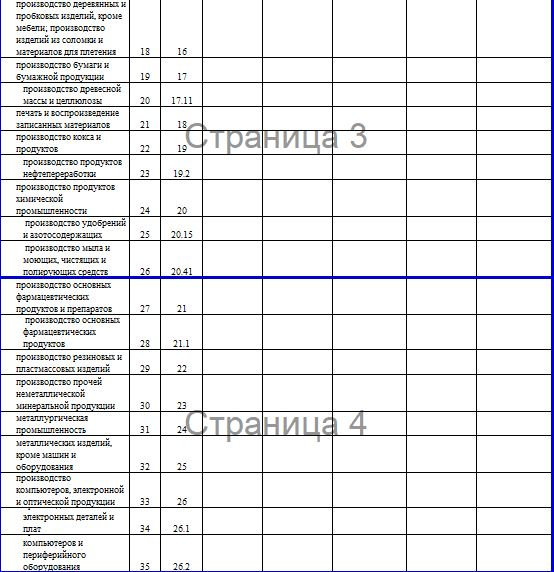 производство деревянных и
пробковых изделий, кроме
мебели; производство
изделий из соломки и
материалов для плетения 18 16
производство бумаги и
бумажной продукции 19 17
производство древесной
массы и целлюлозы 20 17.11
печать и воспроизведение
записанных материалов 21 18
Страница 3
производство кокса и
продуктов 22 19
производство продуктов
нефтепереработки 23 19.2
производство продуктов
химической
промышленности 24 20
производство удобрений
и азотосодержащих 25 20.15
производство мыла и
моющих, чистящих и
полирующих средств 26 20.41
производство основных
фармацевтических
продуктов и препаратов 27 21
производство основных
фармацевтических
продуктов 28 21.1
производство резиновых и
пластмассовых изделий 29 22
производство прочей
неметаллической
минеральной продукции 30 23
металлургическая
промышленность 31 24
Страница 4
металлических изделий,
кроме машин и
оборудования 32 25
производство
компьютеров, электронной
и оптической продукции 33 26
электронных деталей и
плат 34 26.1
компьютеров и
периферийного
оборудования 35 26.2